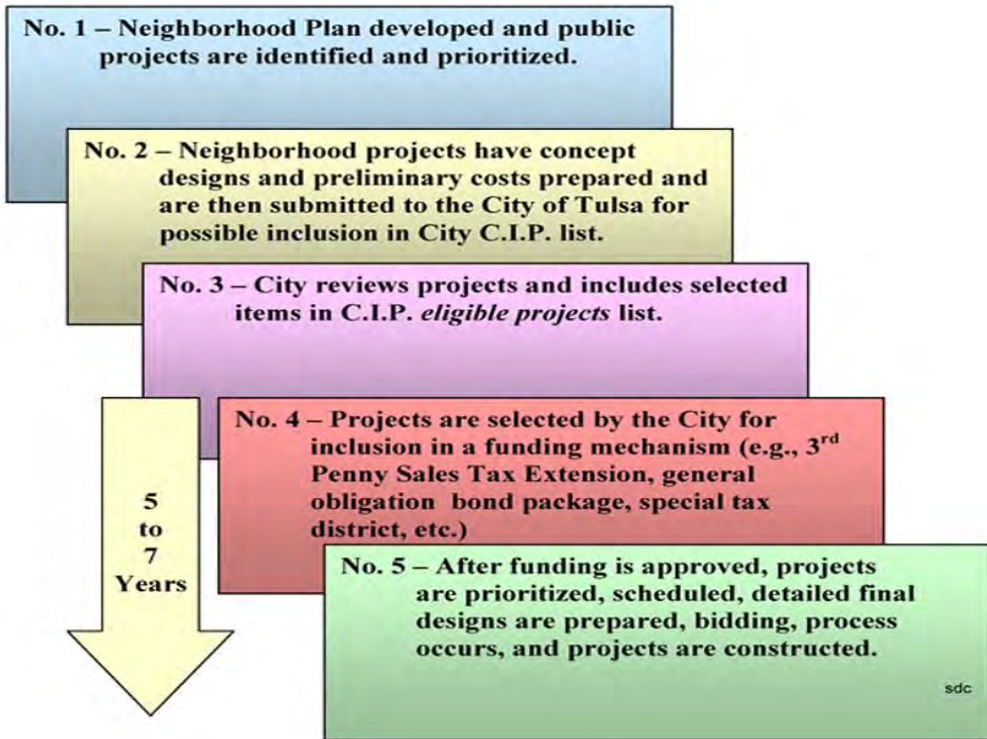 No. 1 – Neighborhood Plan developed and public
projects are identified and prioritized.
No. 2 – Neighborhood projects have concept
designs and preliminary costs prepared and
are then submitted to the City of Tulsa for
possible inclusion in City C.I.P. list.
No. 3 – City reviews projects and includes selected
items in C.I.P. eligible projects list.
No. 4 – Projects are selected by the City for
inclusion in a funding mechanism (e.g., 3rd
Penny Sales Tax Extension, general
obligation bond package, special tax
district, etc.)
No. 5 – After funding is approved, projects
are prioritized, scheduled, detailed final
designs are prepared, bidding, process
occurs, and projects are constructed.
sdc
5
to
7
Years